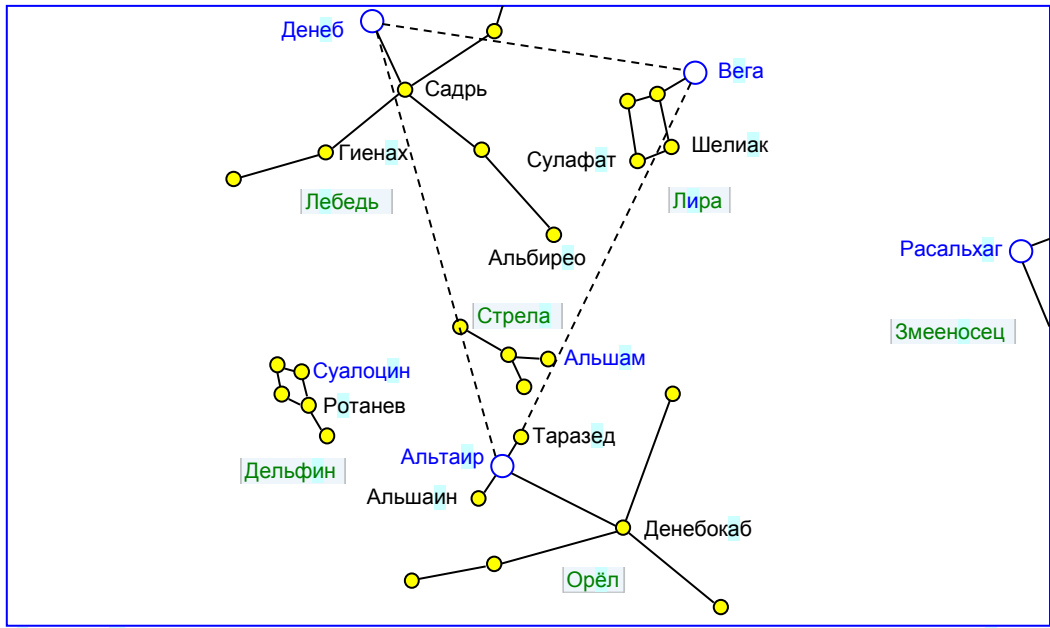 Денеб
Вега
Садрь
Гиенах
Сулафат
Шелиак
Лебедь
Лира
Альбирео
Расальхаг
Стрела
Змееносец
Альшам
Суалоцин
Ротанев
Таразед
Альтаир
Дельфин
Альшаин
Денебокаб
Орёл